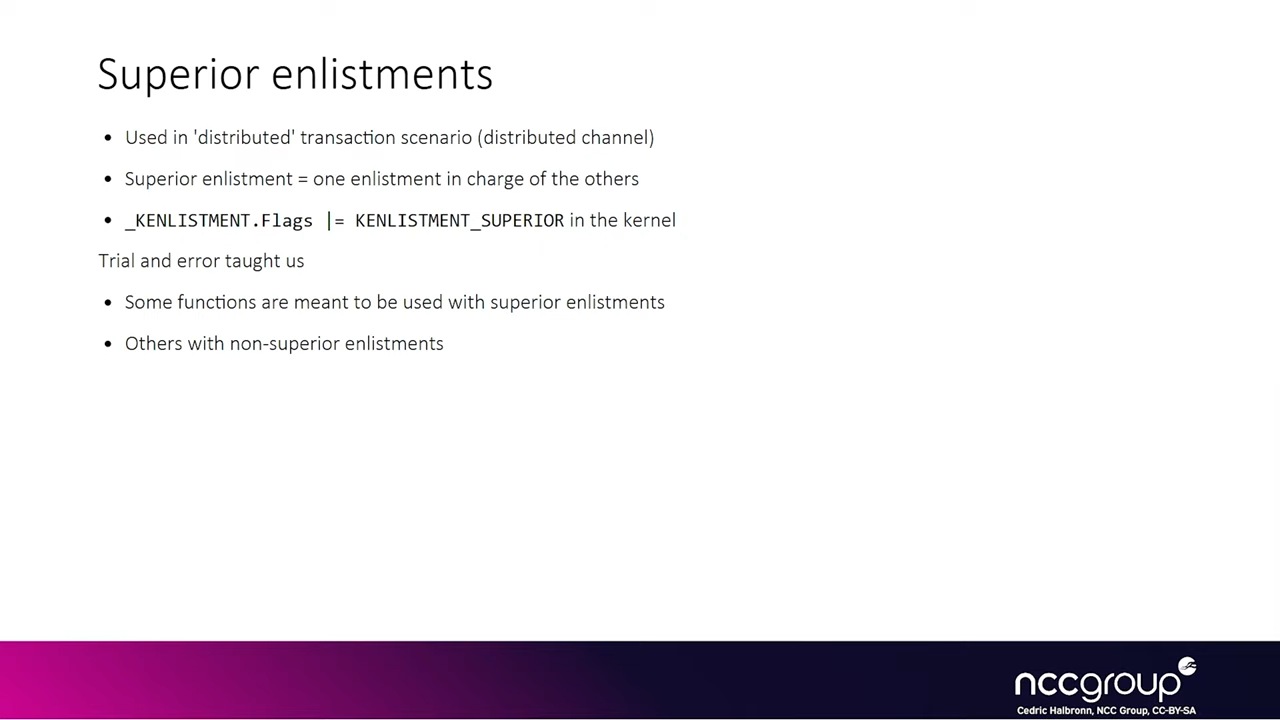 Superior enlistments
• Used in 'distributed' transaction scenario (distributed channel)
• Superior enlistment = one enlistment in charge of the others
• _KENLISTMENT.Flags |= KENLISTMENT_SUPERIOR in the kernel
Trial and error taught us
• Some functions are meant to be used with superior enlistments
• Others with non-superior enlistments
nccgroup
Cedric Halbronn, NCC Group, CC-BY-SA